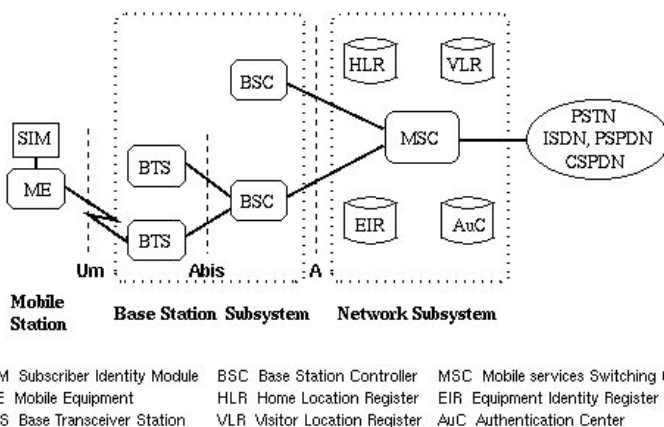 HLR
VLR
BSC
PSTN
ISDN, PSPDN
CSPDN
MSC
SIM
BTS
ME
BSC
BTS
EIR
AuC
Um
Abis
A
Mobile
Station
Base Station Subsystem
Network Subsystem
M Subscriber Identity Module BSC Base Station Controller MSC Mobile services Switching
E Mobile Equipment HLR Home Location Register EIR Equipment Identity Register
S Base Transceiver Station VLR Visitor Location Register AuC Authentication Center